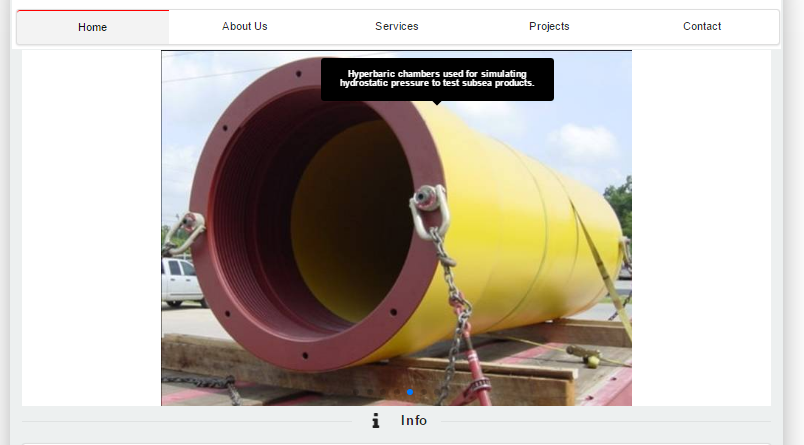 Home
About Us
Services
Projects
Contact
Hyperbaric chambers used for simulating
hydrostatic pressure to test subsea products.
Info